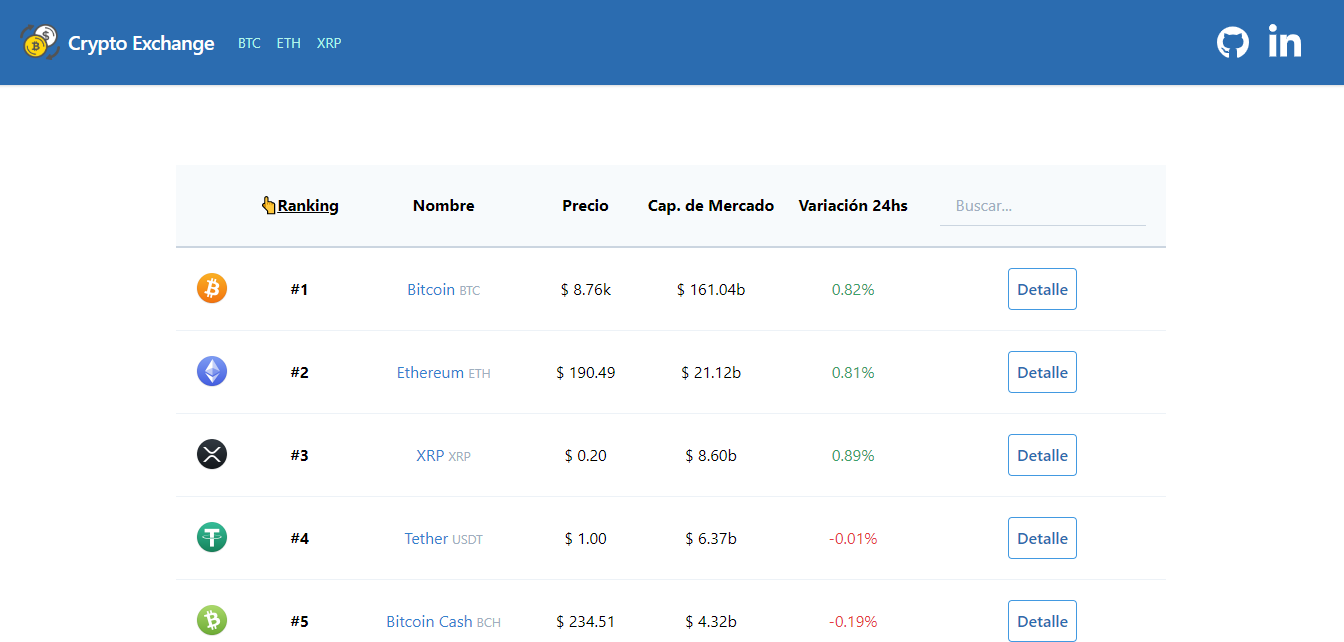 Crypto Exchange BTC ETH XRP
Ranking Nombre Precio Cap. de Mercado Variación 24hs Buscar...
#1 Bitcoin BTC $ 8.76k $ 161.04b 0.82% Detalle
#2 Ethereum ETH $ 190.49 $ 21.12b 0.81% Detalle
#3 XRP XRP $ 0.20 $ 8.60b 0.89% Detalle
#4 Tether USDT $ 1.00 $ 6.37b -0.01% Detalle
#5 Bitcoin Cash BCH $ 234.51 $ 4.32b -0.19% Detalle